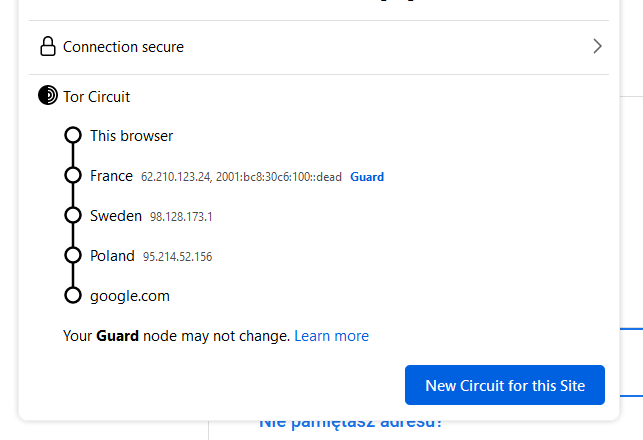 Connection secure
Tor Circuit
This browser
France 62.210.123.24, 2001:bc8:30c6:100::dead Guard
Sweden 98.128.173.1
Poland 95.214.52.156
google.com
Your Guard node may not change. Learn more
New Circuit for this Site
Nie pamiętasz adresu?